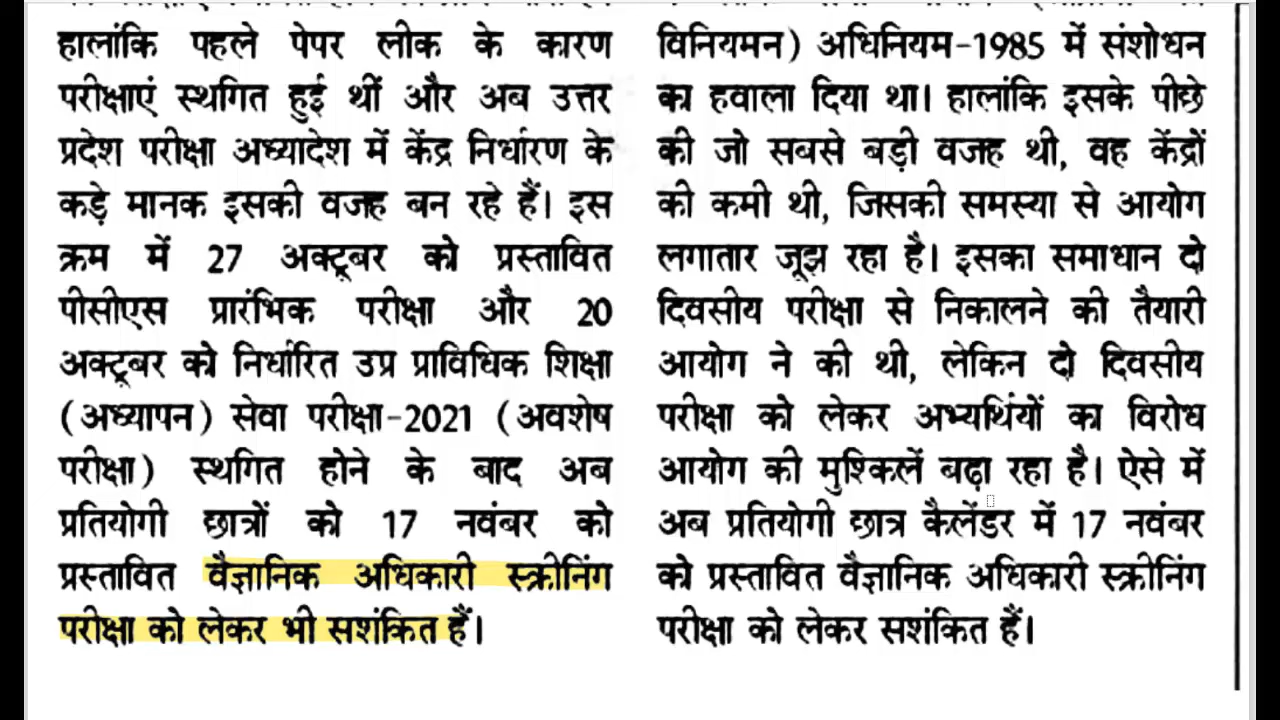 हालांकि पहले पेपर लीक के कारण
परीक्षाएं स्थगित हुई थीं और अब उत्तर
प्रदेश परीक्षा अध्यादेश में केंद्र निर्धारण के
कड़े मानक इसकी वजह बन रहे हैं। इस
क्रम में 27 अक्टूबर को प्रस्तावित
पीसीएस प्रारंभिक परीक्षा और 20
अक्टूबर को निर्धारित उप्र प्राविधिक शिक्षा
(अध्यापन) सेवा परीक्षा-2021 (अवशेष
परीक्षा) स्थगित होने के बाद अब
प्रतियोगी छात्रों को 17 नवंबर को
प्रस्तावित वैज्ञानिक अधिकारी स्क्रीनिंग
परीक्षा को लेकर भी सशंकित हैं।
विनियमन) अधिनियम-1985 में संशोधन
का हवाला दिया था। हालांकि इसके पीछे
की जो सबसे बड़ी वजह थी, वह केंद्रों
की कमी थी, जिसकी समस्या से आयोग
लगातार जूझ रहा है। इसका समाधान दो
दिवसीय परीक्षा से निकालने की तैयारी
आयोग ने की थी, लेकिन दो दिवसीय
परीक्षा को लेकर अभ्यर्थियों का विरोध
आयोग की मुश्किलें बढ़ा रहा है। ऐसे में
अब प्रतियोगी छात्र कैलेंडर में 17 नवंबर
को प्रस्तावित वैज्ञानिक अधिकारी स्क्रीनिंग
परीक्षा को लेकर सशंकित हैं।